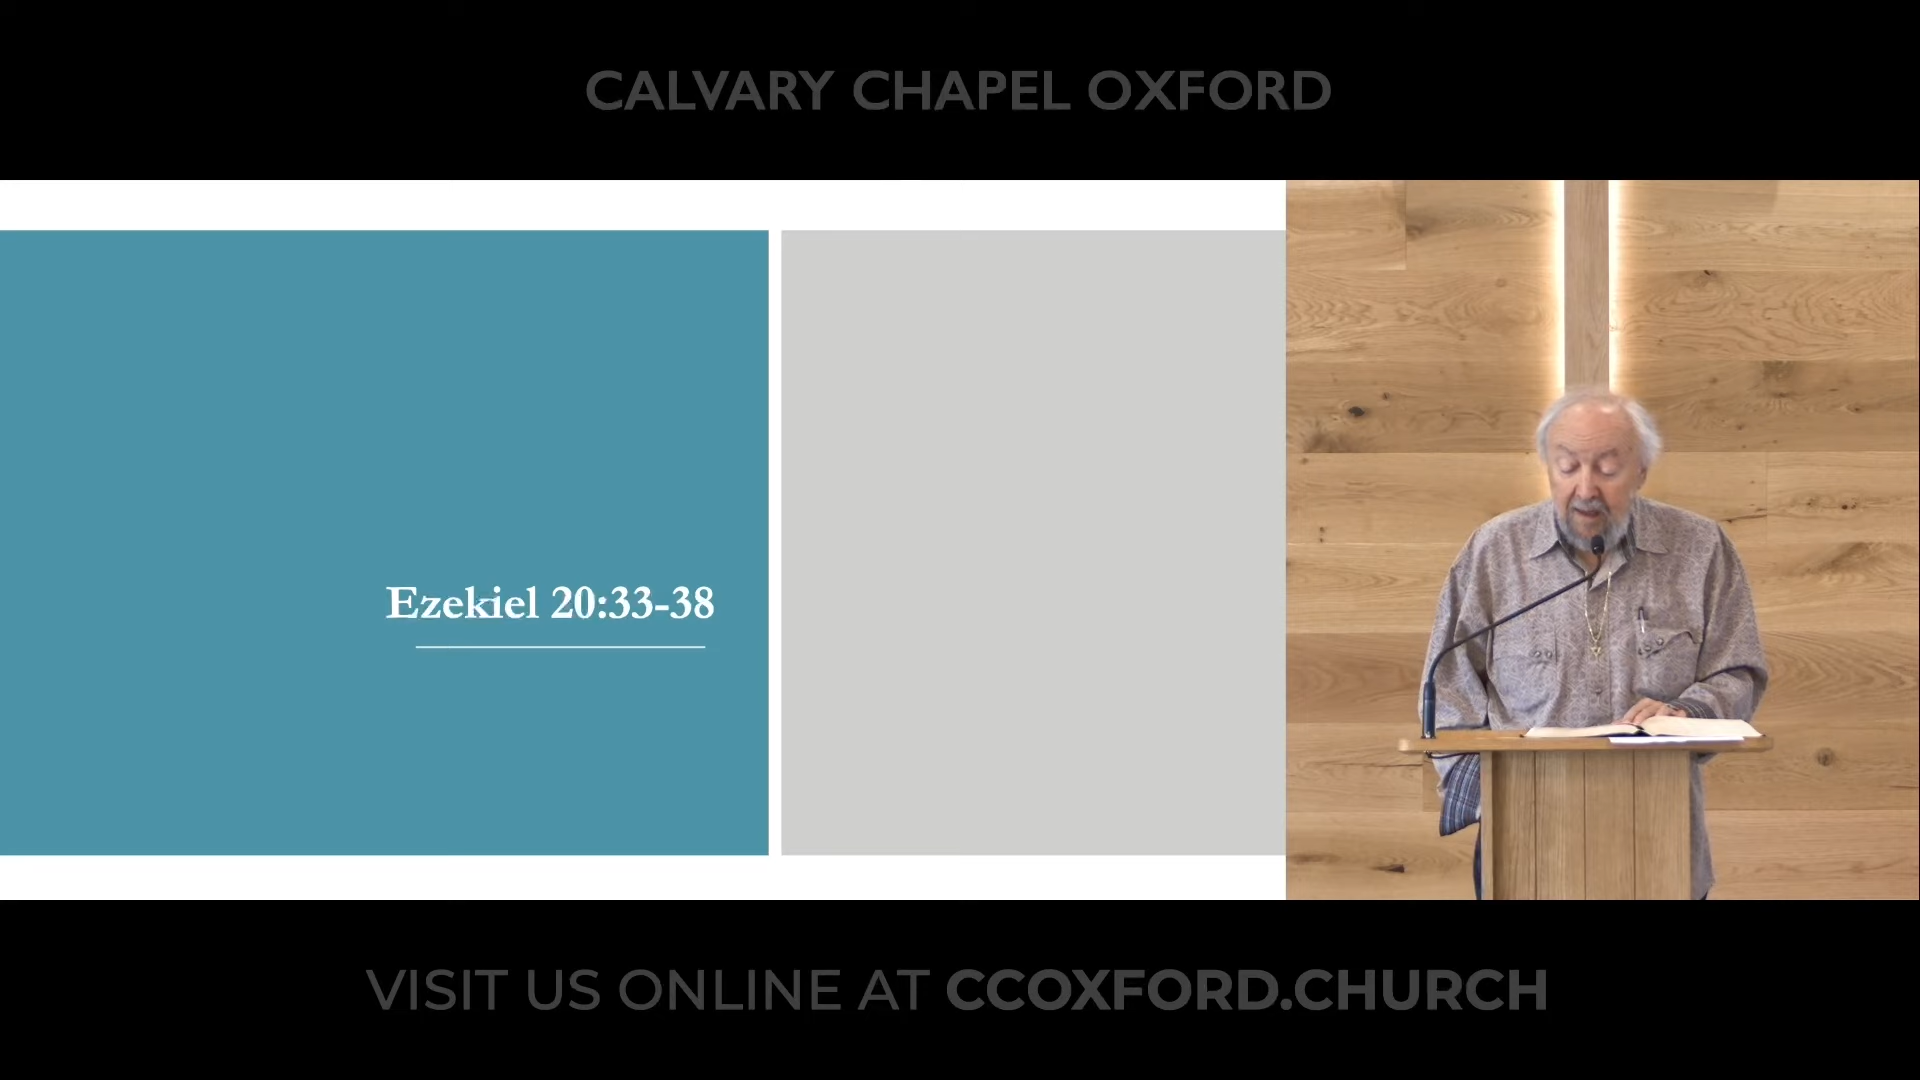 CALVARY CHAPEL OXFORD
Ezekiel 20:33-38
VISIT US ONLINE AT CCOXFORD.CHURCH